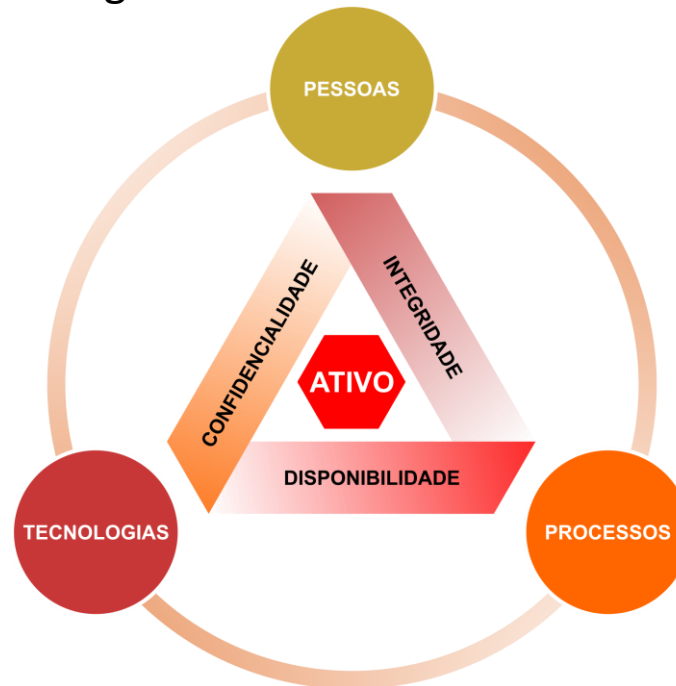 PESSOAS
CONFIDENCIALIDADE
INTEGRIDADE
ATIVO
DISPONIBILIDADE
TECNOLOGIAS
PROCESSOS